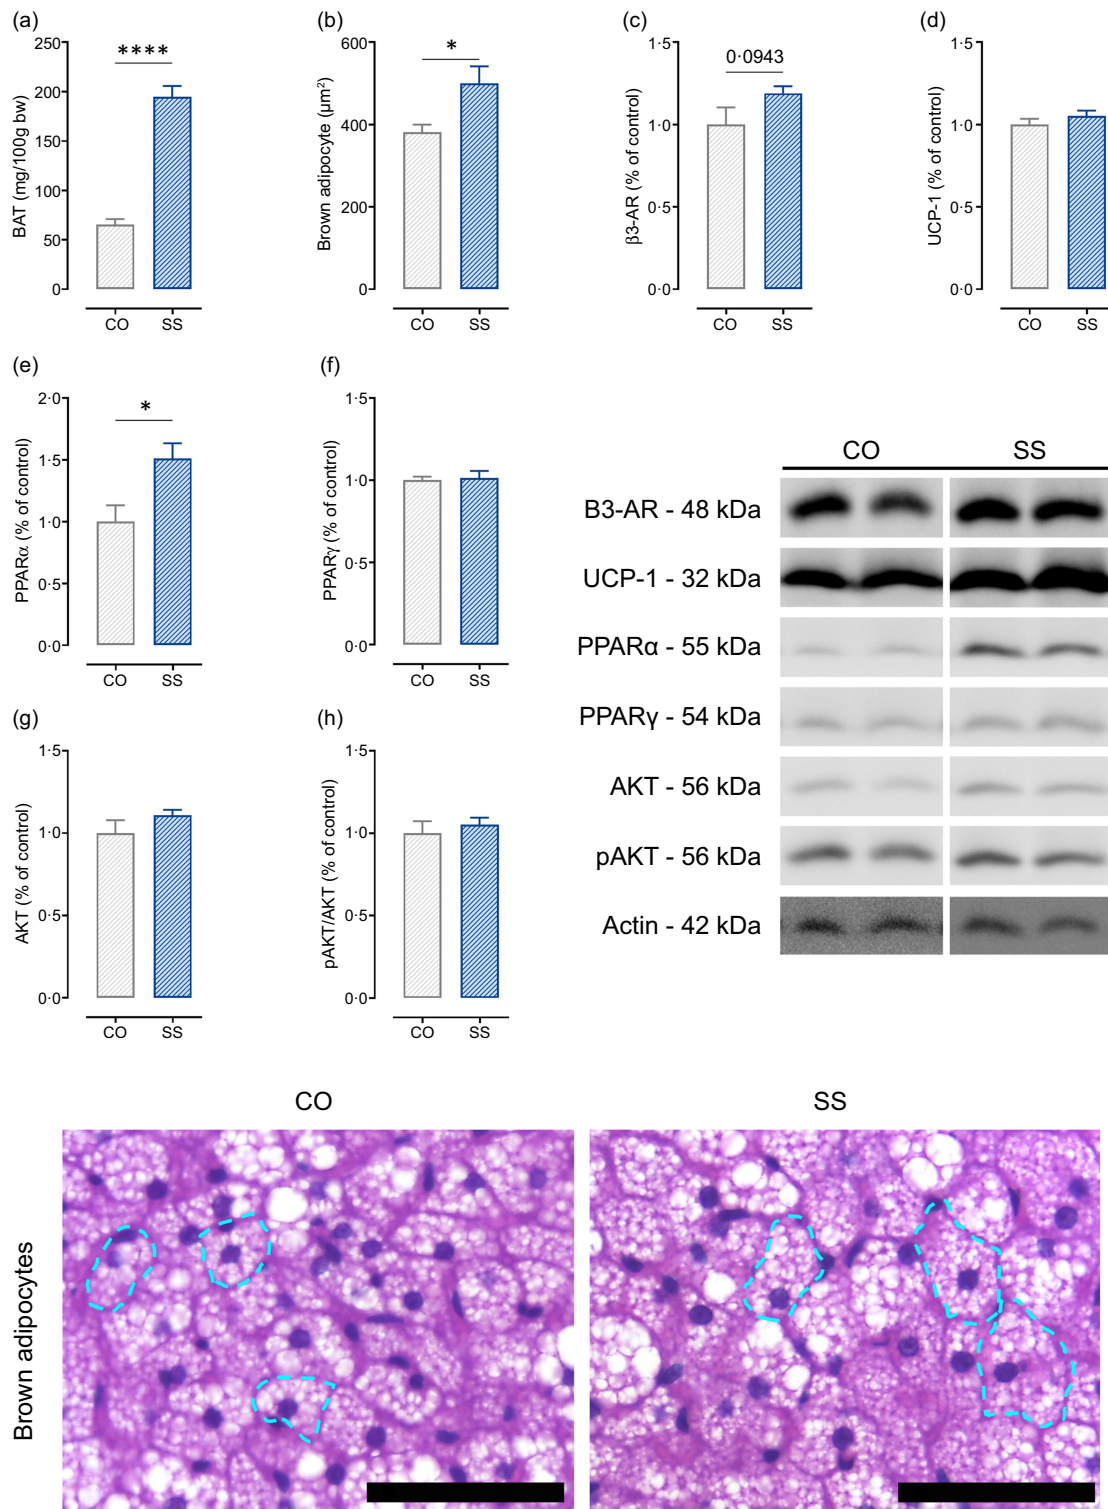 (a)
(b)
(c)
(d)
250
200
150
100
50
0
BAT (mg/100g bw)
****
CO
SS
600
400
200
0
Brown adipocyte (μm²)
*
CO
SS
1·5
1·0
0·5
0·0
β3-AR (% of control)
0·0943
CO
SS
1·5
1·0
0·5
0·0
UCP-1 (% of control)
CO
SS
(e)
(f)
2·0
1·5
1·0
0·5
0·0
PPARα (% of control)
*
CO
SS
1·5
1·0
0·5
0·0
PPARγ (% of control)
CO
SS
CO
SS
B3-AR - 48 kDa
UCP-1 - 32 kDa
PPARα - 55 kDa
PPARγ - 54 kDa
AKT - 56 kDa
pAKT - 56 kDa
Actin - 42 kDa
(g)
(h)
1·5
1·0
0·5
0·0
AKT (% of control)
CO
SS
1·5
1·0
0·5
0·0
pAKT/AKT (% of control)
CO
SS
CO
SS
Brown adipocytes